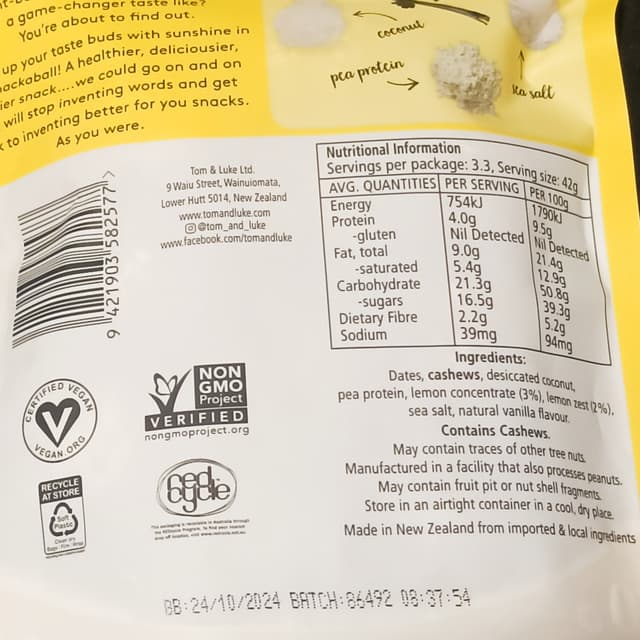 a game-changer taste like?
You're about to find out.
up your taste buds with sunshine in
ackaball! A healthier, deliciousier,
ier snack....we could go on and on
will stop inventing words and get
to inventing better for you snacks.
As you were.
coconut
pea protein
sea salt
Tom & Luke Ltd.
9 Waiu Street, Wainuiomata,
Lower Hutt 5014, New Zealand
www.tomandluke.com
@tom_and_luke
www.facebook.com/tomandluke
9 421903 582577 >
Nutritional Information
Servings per package: 3.3, Serving size: 42g
AVG. QUANTITIES PER SERVING PER 100g
Energy 754kJ 1790kJ
Protein 4.0g 9.5g
-gluten Nil Detected Nil Detected
Fat, total 9.0g 21.4g
-saturated 5.4g 12.9g
Carbohydrate 21.3g 50.8g
-sugars 16.5g 39.3g
Dietary Fibre 2.2g 5.2g
Sodium 39mg 94mg
Ingredients:
Dates, cashews, desiccated coconut,
pea protein, lemon concentrate (3%), lemon zest (2%),
sea salt, natural vanilla flavour.
Contains Cashews.
May contain traces of other tree nuts.
Manufactured in a facility that also processes peanuts.
May contain fruit pit or nut shell fragments.
Store in an airtight container in a cool, dry place.
Made in New Zealand from imported & local ingredients
CERTIFIED VEGAN
VEGAN.ORG
NON
GMO
Project
VERIFIED
nongmoproject.org
RECYCLE
AT STORE
Soft
Plastic
redcycle
BB:24/10/2024 BATCH:86492 08:37:54